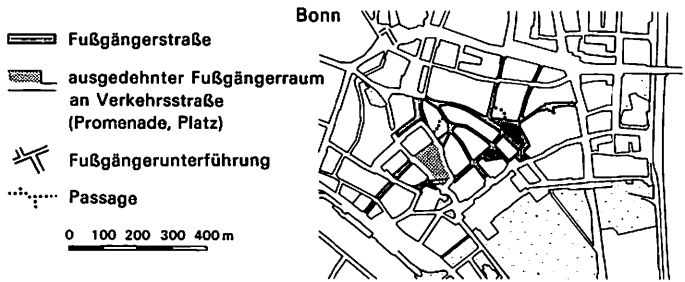 Bonn
Fußgängerstraße
ausgedehnter Fußgängerraum
an Verkehrsstraße
(Promenade, Platz)
Fußgängerunterführung
Passage
0 100 200 300 400 m